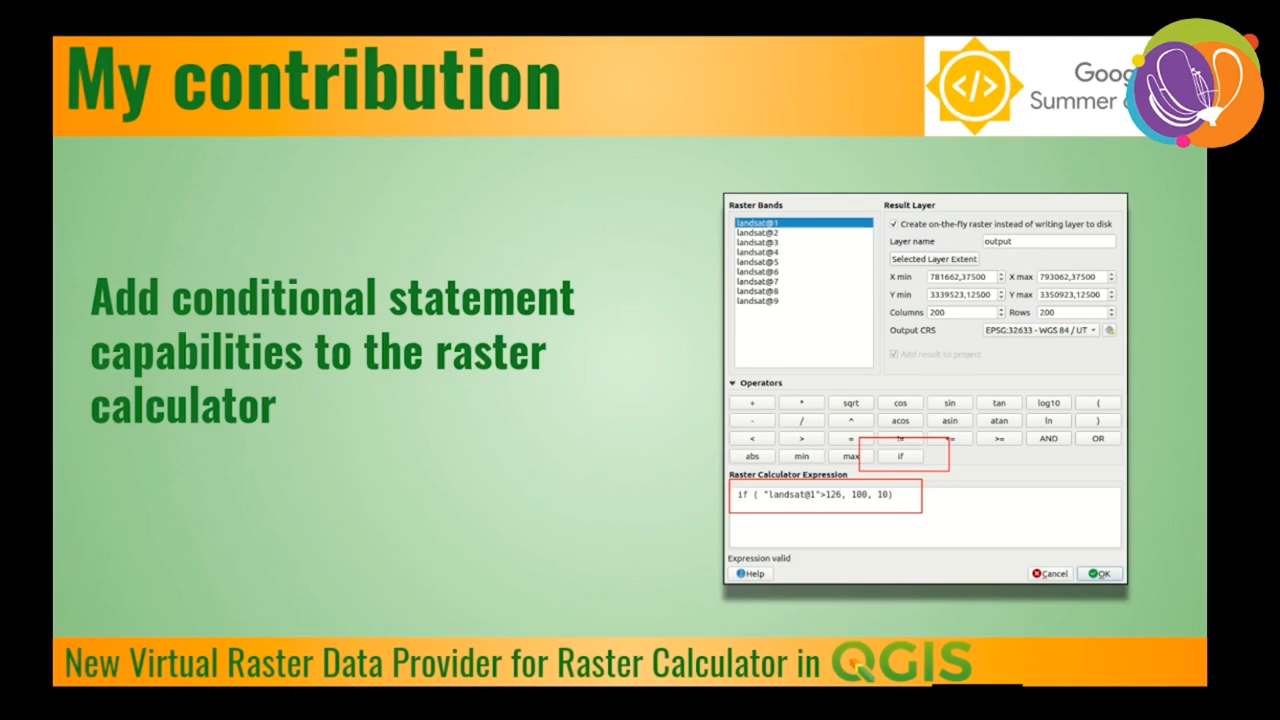 My contribution
Goog
Summer
Add conditional statement
capabilities to the raster
calculator
Raster Bands
landsat@1
landsat@2
landsat@3
landsat@4
landsat@5
landsat@6
landsat@7
landsat@8
landsat@9
Result Layer
Create on-the-fly raster instead of writing layer to disk
Layer name output
Selected Layer Extent
X min 781662,37500 X max 793062,37500
Y min 3339523,12500 Y max 3350923,12500
Columns 200 Rows 200
Output CRS EPSG:32633 - WGS 84 / UT
Add result to project
Operators
+ * sqrt cos sin tan log10 (
- / ^ acos asin atan ln )
< > = != <= >= AND OR
abs min max if
Raster Calculator Expression
if ( "landsat@1">126, 100, 10)
Expression valid
Help Cancel OK
New Virtual Raster Data Provider for Raster Calculator in QGIS